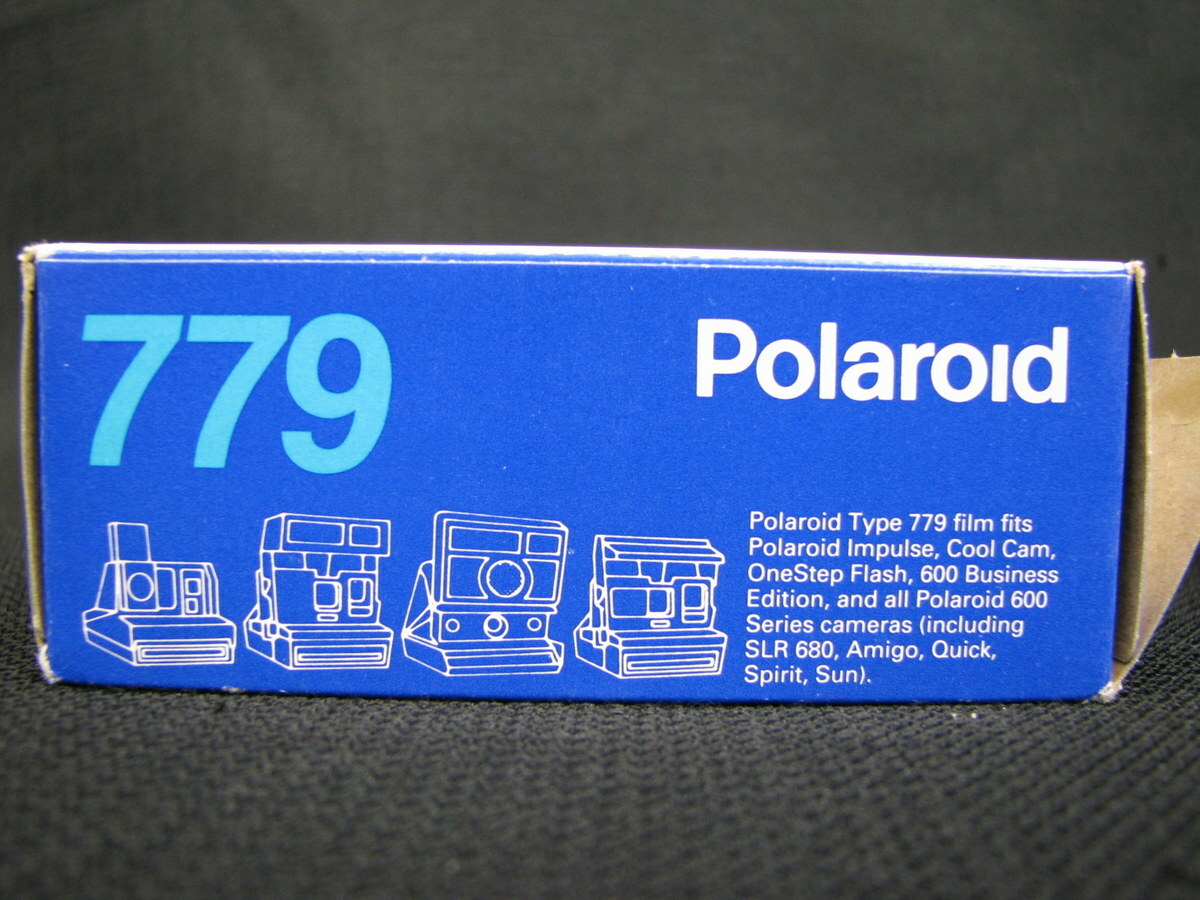 779
Polaroid
Polaroid Type 779 film fits
Polaroid Impulse, Cool Cam,
OneStep Flash, 600 Business
Edition, and all Polaroid 600
Series cameras (including
SLR 680, Amigo, Quick,
Spirit, Sun).